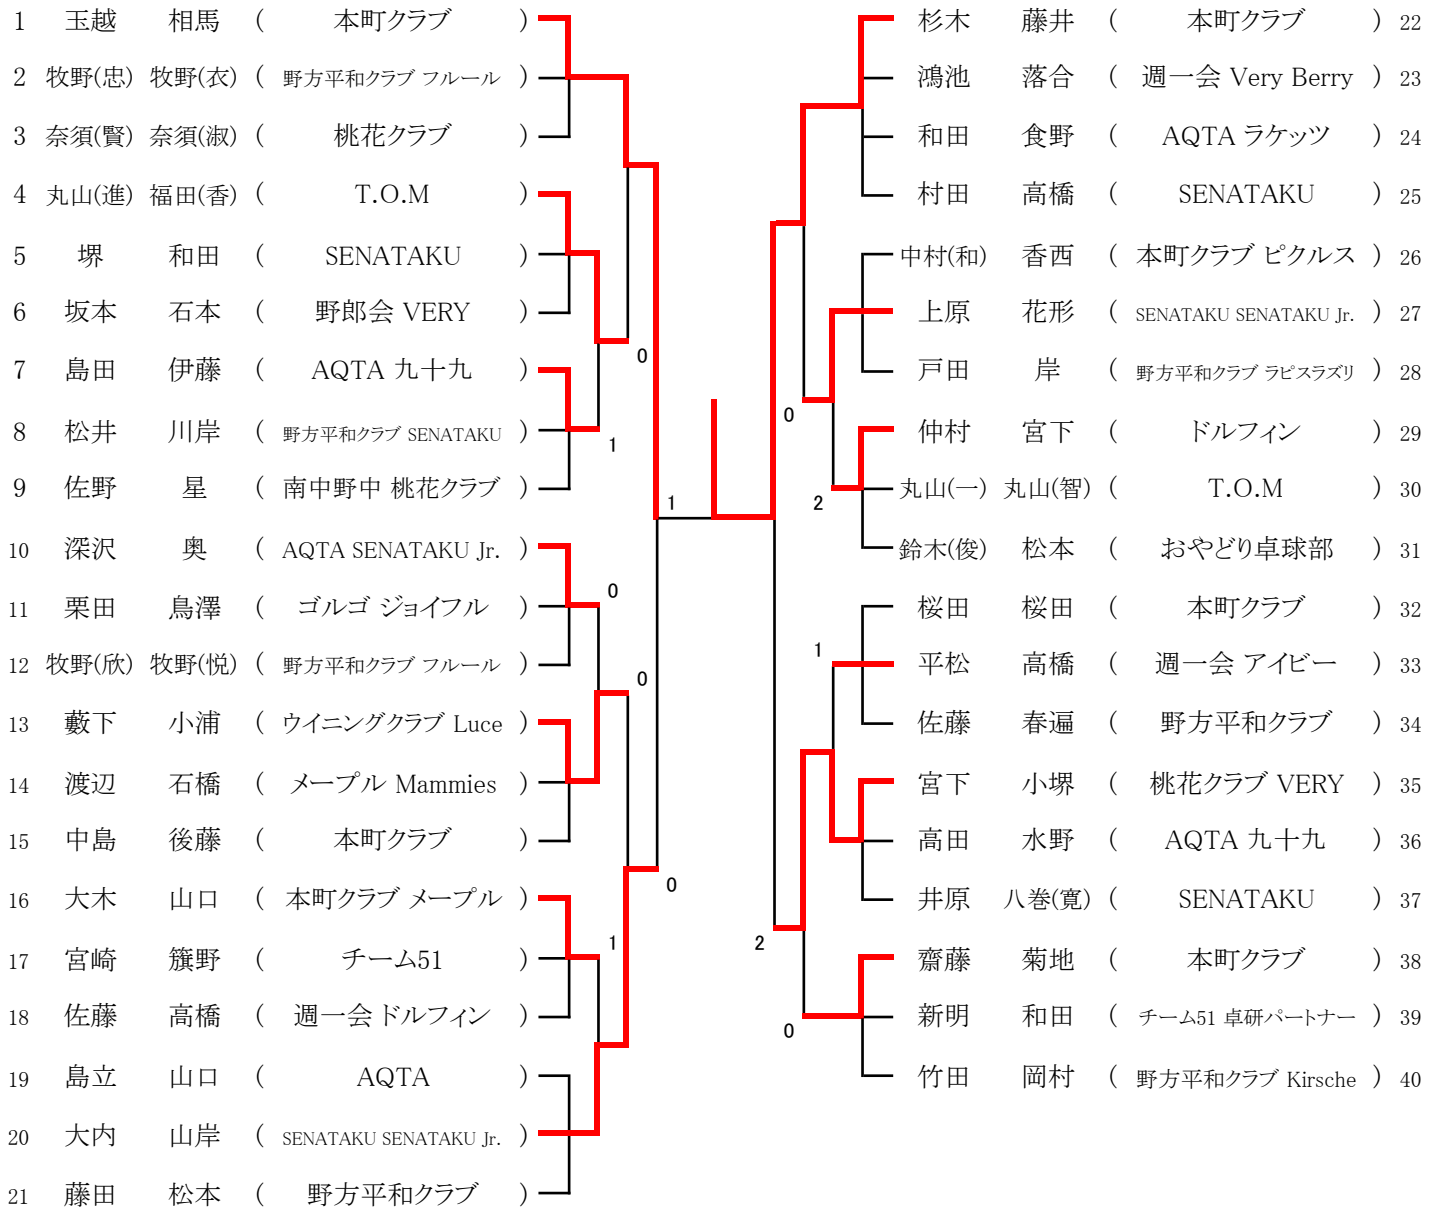 1 玉越 相馬 ( 本町クラブ )
2 牧野(忠) 牧野(衣) ( 野方平和クラブ フルール )
3 奈須(賢) 奈須(淑) ( 桃花クラブ )
4 丸山(進) 福田(香) ( T.O.M )
5 堺 和田 ( SENATAKU )
6 坂本 石本 ( 野郎会 VERY )
7 島田 伊藤 ( AQTA 九十九 )
8 松井 川岸 ( 野方平和クラブ SENATAKU )
9 佐野 星 ( 南中野中 桃花クラブ )
10 深沢 奥 ( AQTA SENATAKU Jr. )
11 栗田 鳥澤 ( ゴルゴ ジョイフル )
12 牧野(欣) 牧野(悦) ( 野方平和クラブ フルール )
13 藪下 小浦 ( ウイニングクラブ Luce )
14 渡辺 石橋 ( メープル Mammies )
15 中島 後藤 ( 本町クラブ )
16 大木 山口 ( 本町クラブ メープル )
17 宮崎 籏野 ( チーム51 )
18 佐藤 高橋 ( 週一会 ドルフィン )
19 島立 山口 ( AQTA )
20 大内 山岸 ( SENATAKU SENATAKU Jr. )
21 藤田 松本 ( 野方平和クラブ )
0
1
1
0
0
0
1
杉木 藤井 ( 本町クラブ ) 22
鴻池 落合 ( 週一会 Very Berry ) 23
和田 食野 ( AQTA ラケッツ ) 24
村田 高橋 ( SENATAKU ) 25
中村(和) 香西 ( 本町クラブ ピクルス ) 26
上原 花形 ( SENATAKU SENATAKU Jr. ) 27
戸田 岸 ( 野方平和クラブ ラピスラズリ ) 28
仲村 宮下 ( ドルフィン ) 29
丸山(一) 丸山(智) ( T.O.M ) 30
鈴木(俊) 松本 ( おやどり卓球部 ) 31
桜田 桜田 ( 本町クラブ ) 32
平松 高橋 ( 週一会 アイビー ) 33
佐藤 春遍 ( 野方平和クラブ ) 34
宮下 小堺 ( 桃花クラブ VERY ) 35
高田 水野 ( AQTA 九十九 ) 36
井原 八巻(寛) ( SENATAKU ) 37
齋藤 菊地 ( 本町クラブ ) 38
新明 和田 ( チーム51 卓研パートナー ) 39
竹田 岡村 ( 野方平和クラブ Kirsche ) 40
0
2
1
2
0